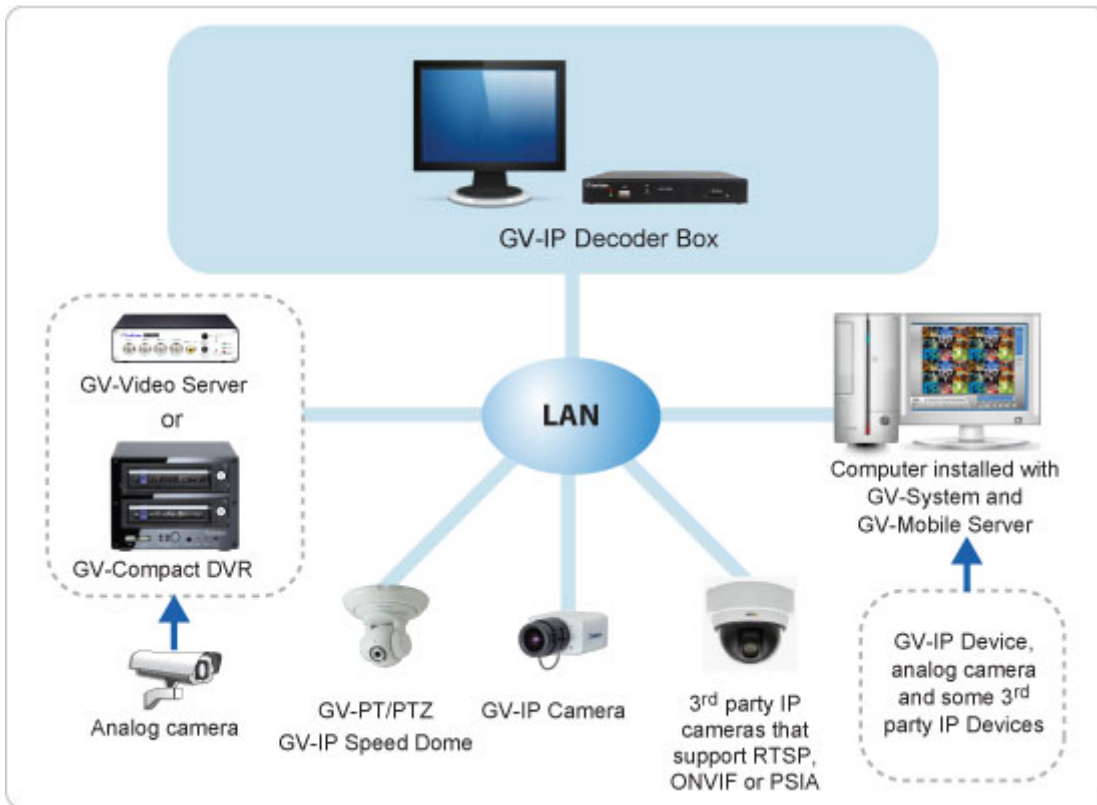 GV-IP Decoder Box
GV-Video Server
or
GV-Compact DVR
Analog camera
LAN
GV-PT/PTZ
GV-IP Speed Dome
GV-IP Camera
3rd party IP
cameras that
support RTSP,
ONVIF or PSIA
Computer installed with
GV-System and
GV-Mobile Server
GV-IP Device,
analog camera
and some 3rd
party IP Devices